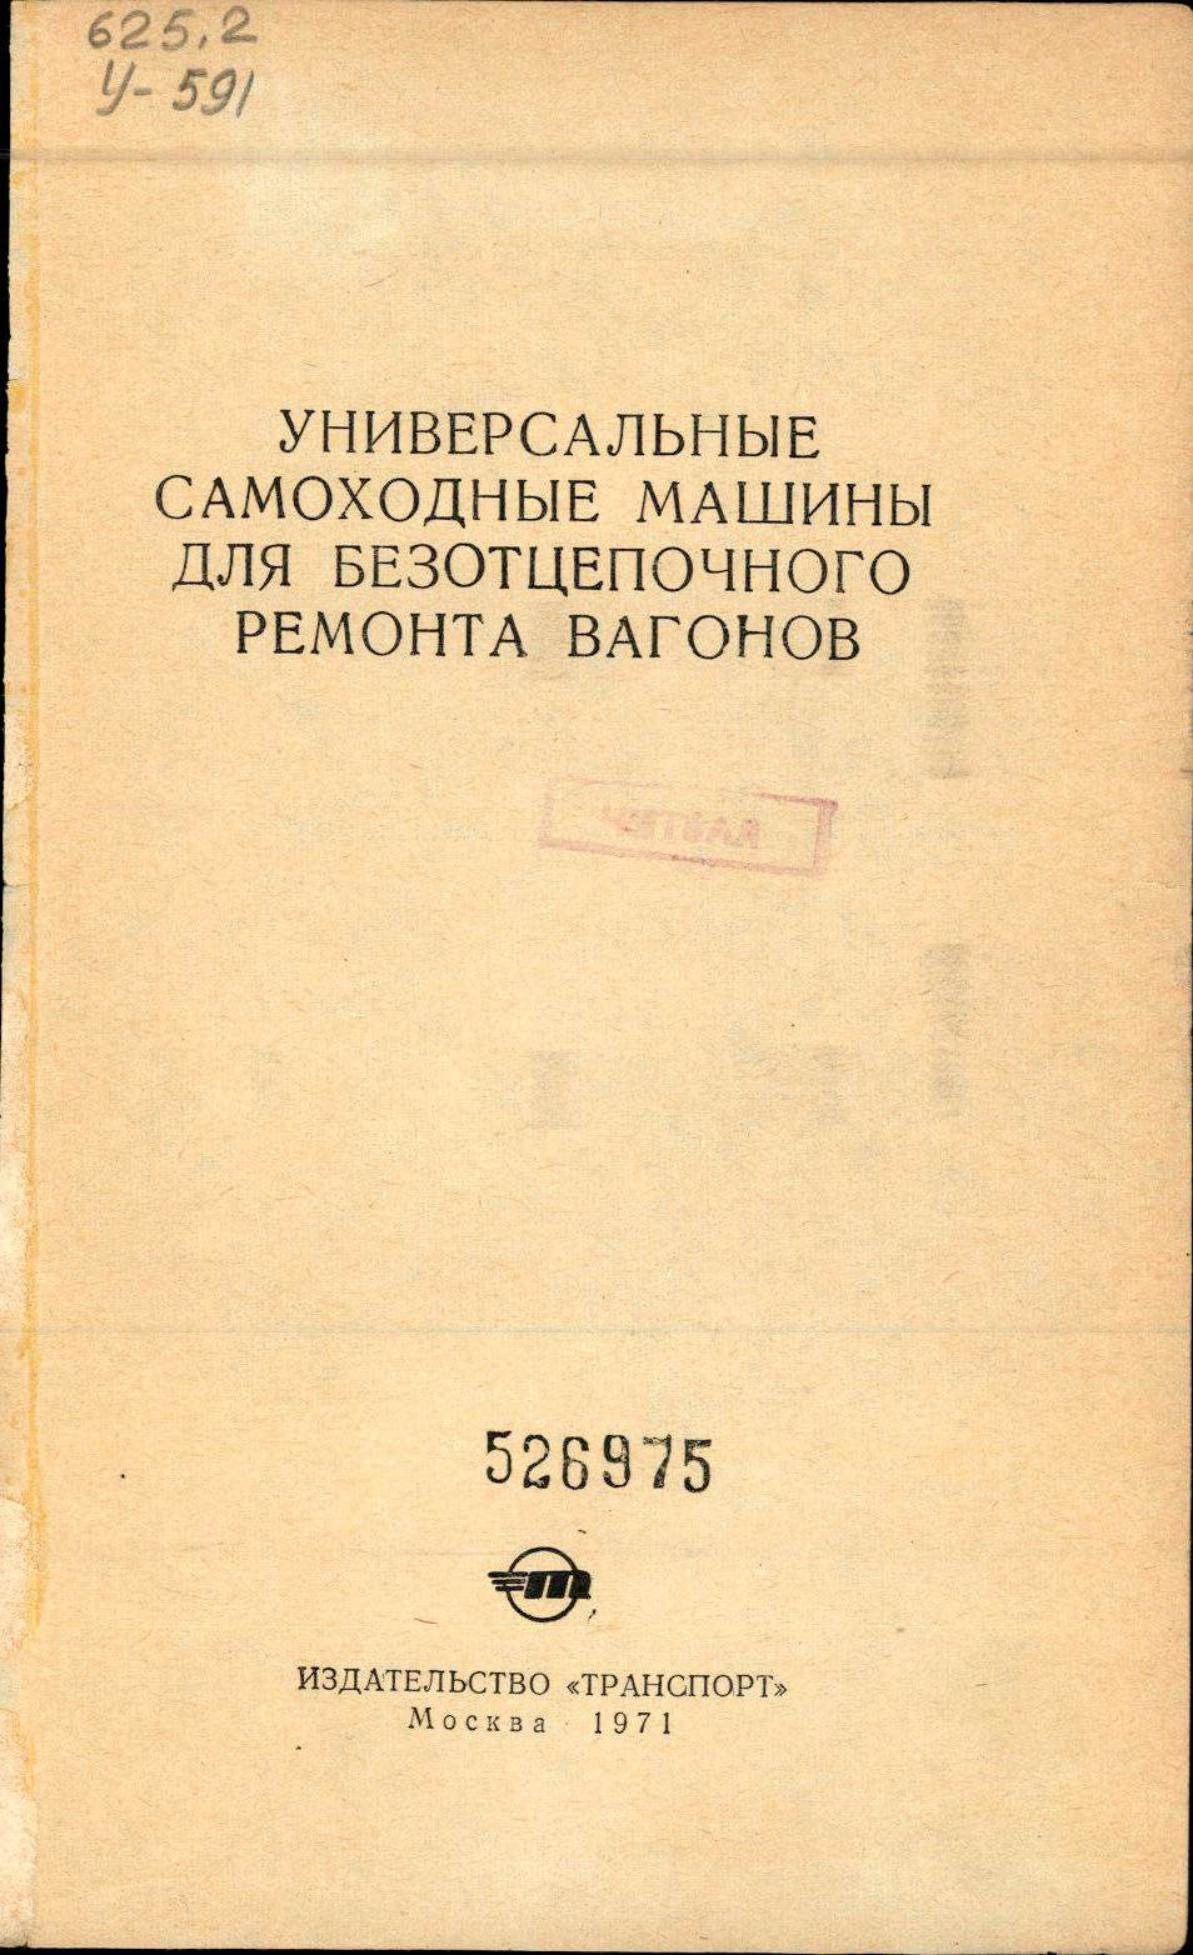 625.2
У-591
УНИВЕРСАЛЬНЫЕ
САМОХОДНЫЕ МАШИНЫ
ДЛЯ БЕЗОТЦЕПОЧНОГО
РЕМОНТА ВАГОНОВ
526975
ИЗДАТЕЛЬСТВО «ТРАНСПОРТ»
Москва 1971